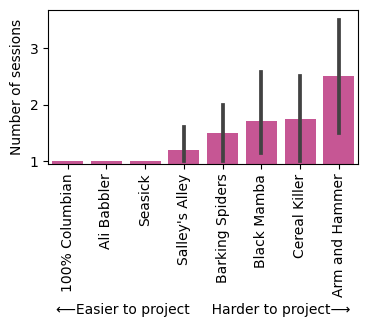 Number of sessions
3
2
1
100% Columbian
Ali Babbler
Seasick
Salley's Alley
Barking Spiders
Black Mamba
Cereal Killer
Arm and Hammer
⟵Easier to project Harder to project⟶